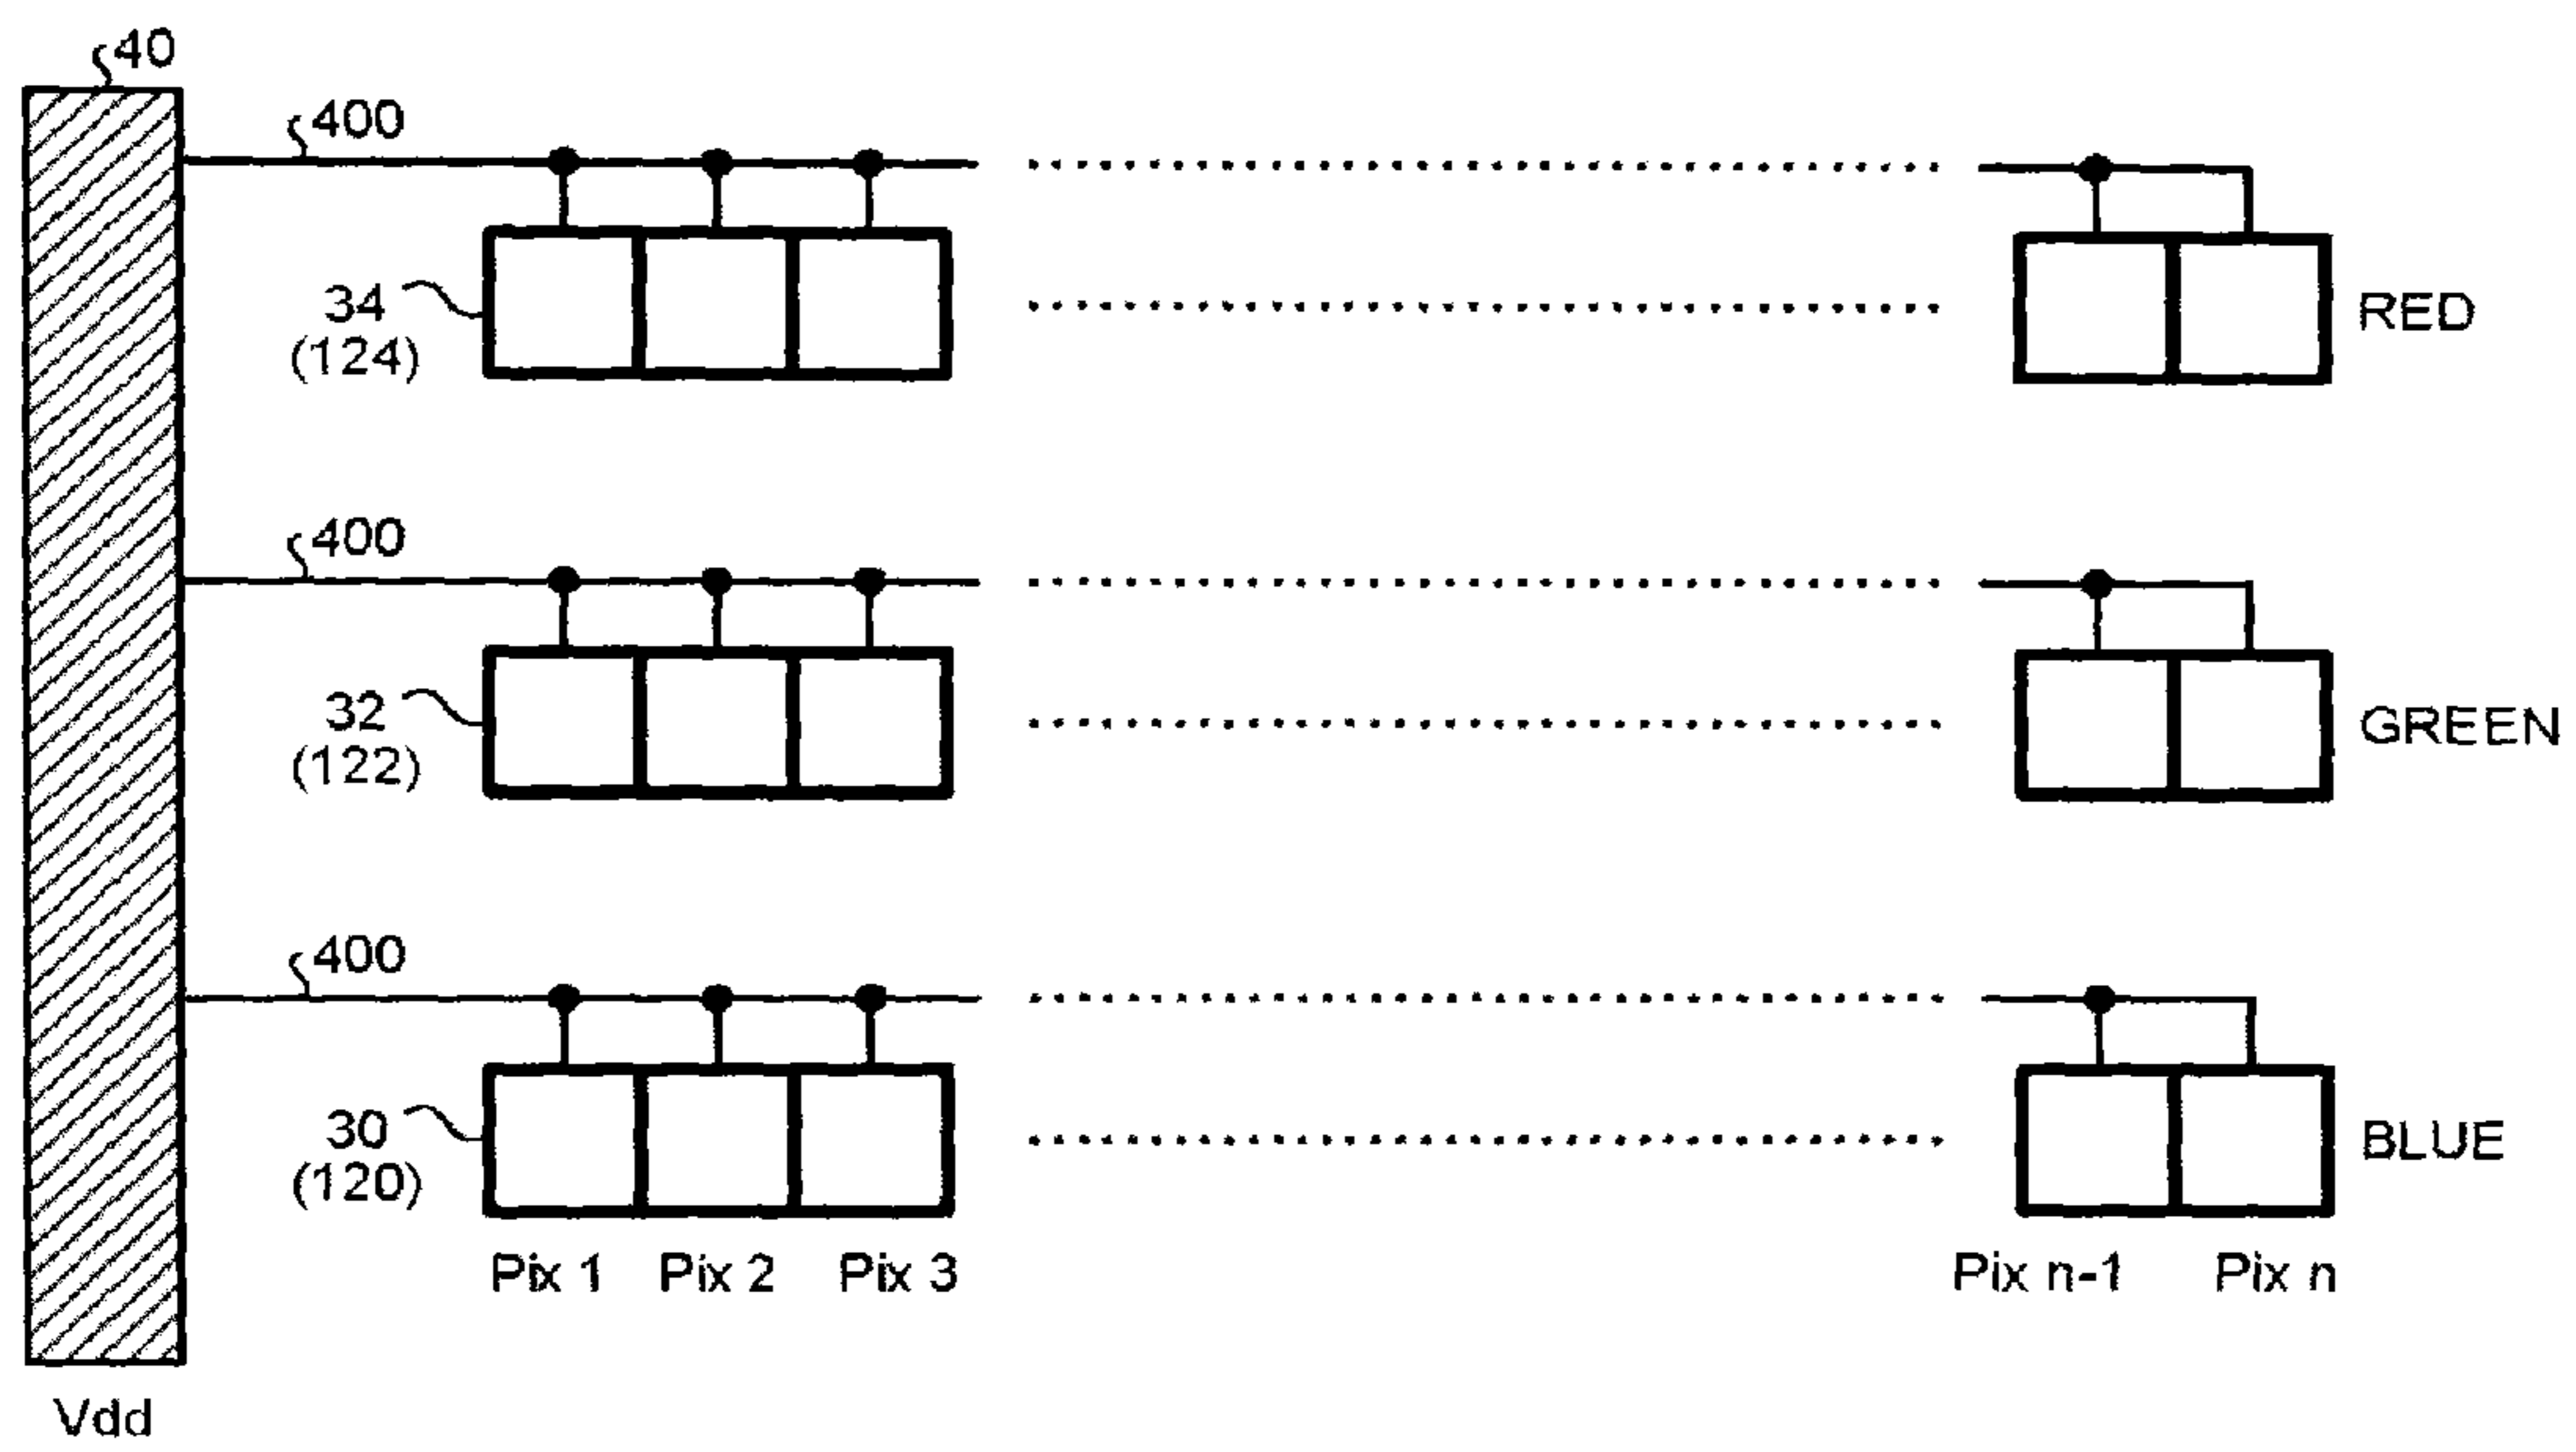 40
400
34
(124)
RED
400
32
(122)
GREEN
400
30
(120)
BLUE
Pix 1 Pix 2 Pix 3 Pix n-1 Pix n
Vdd